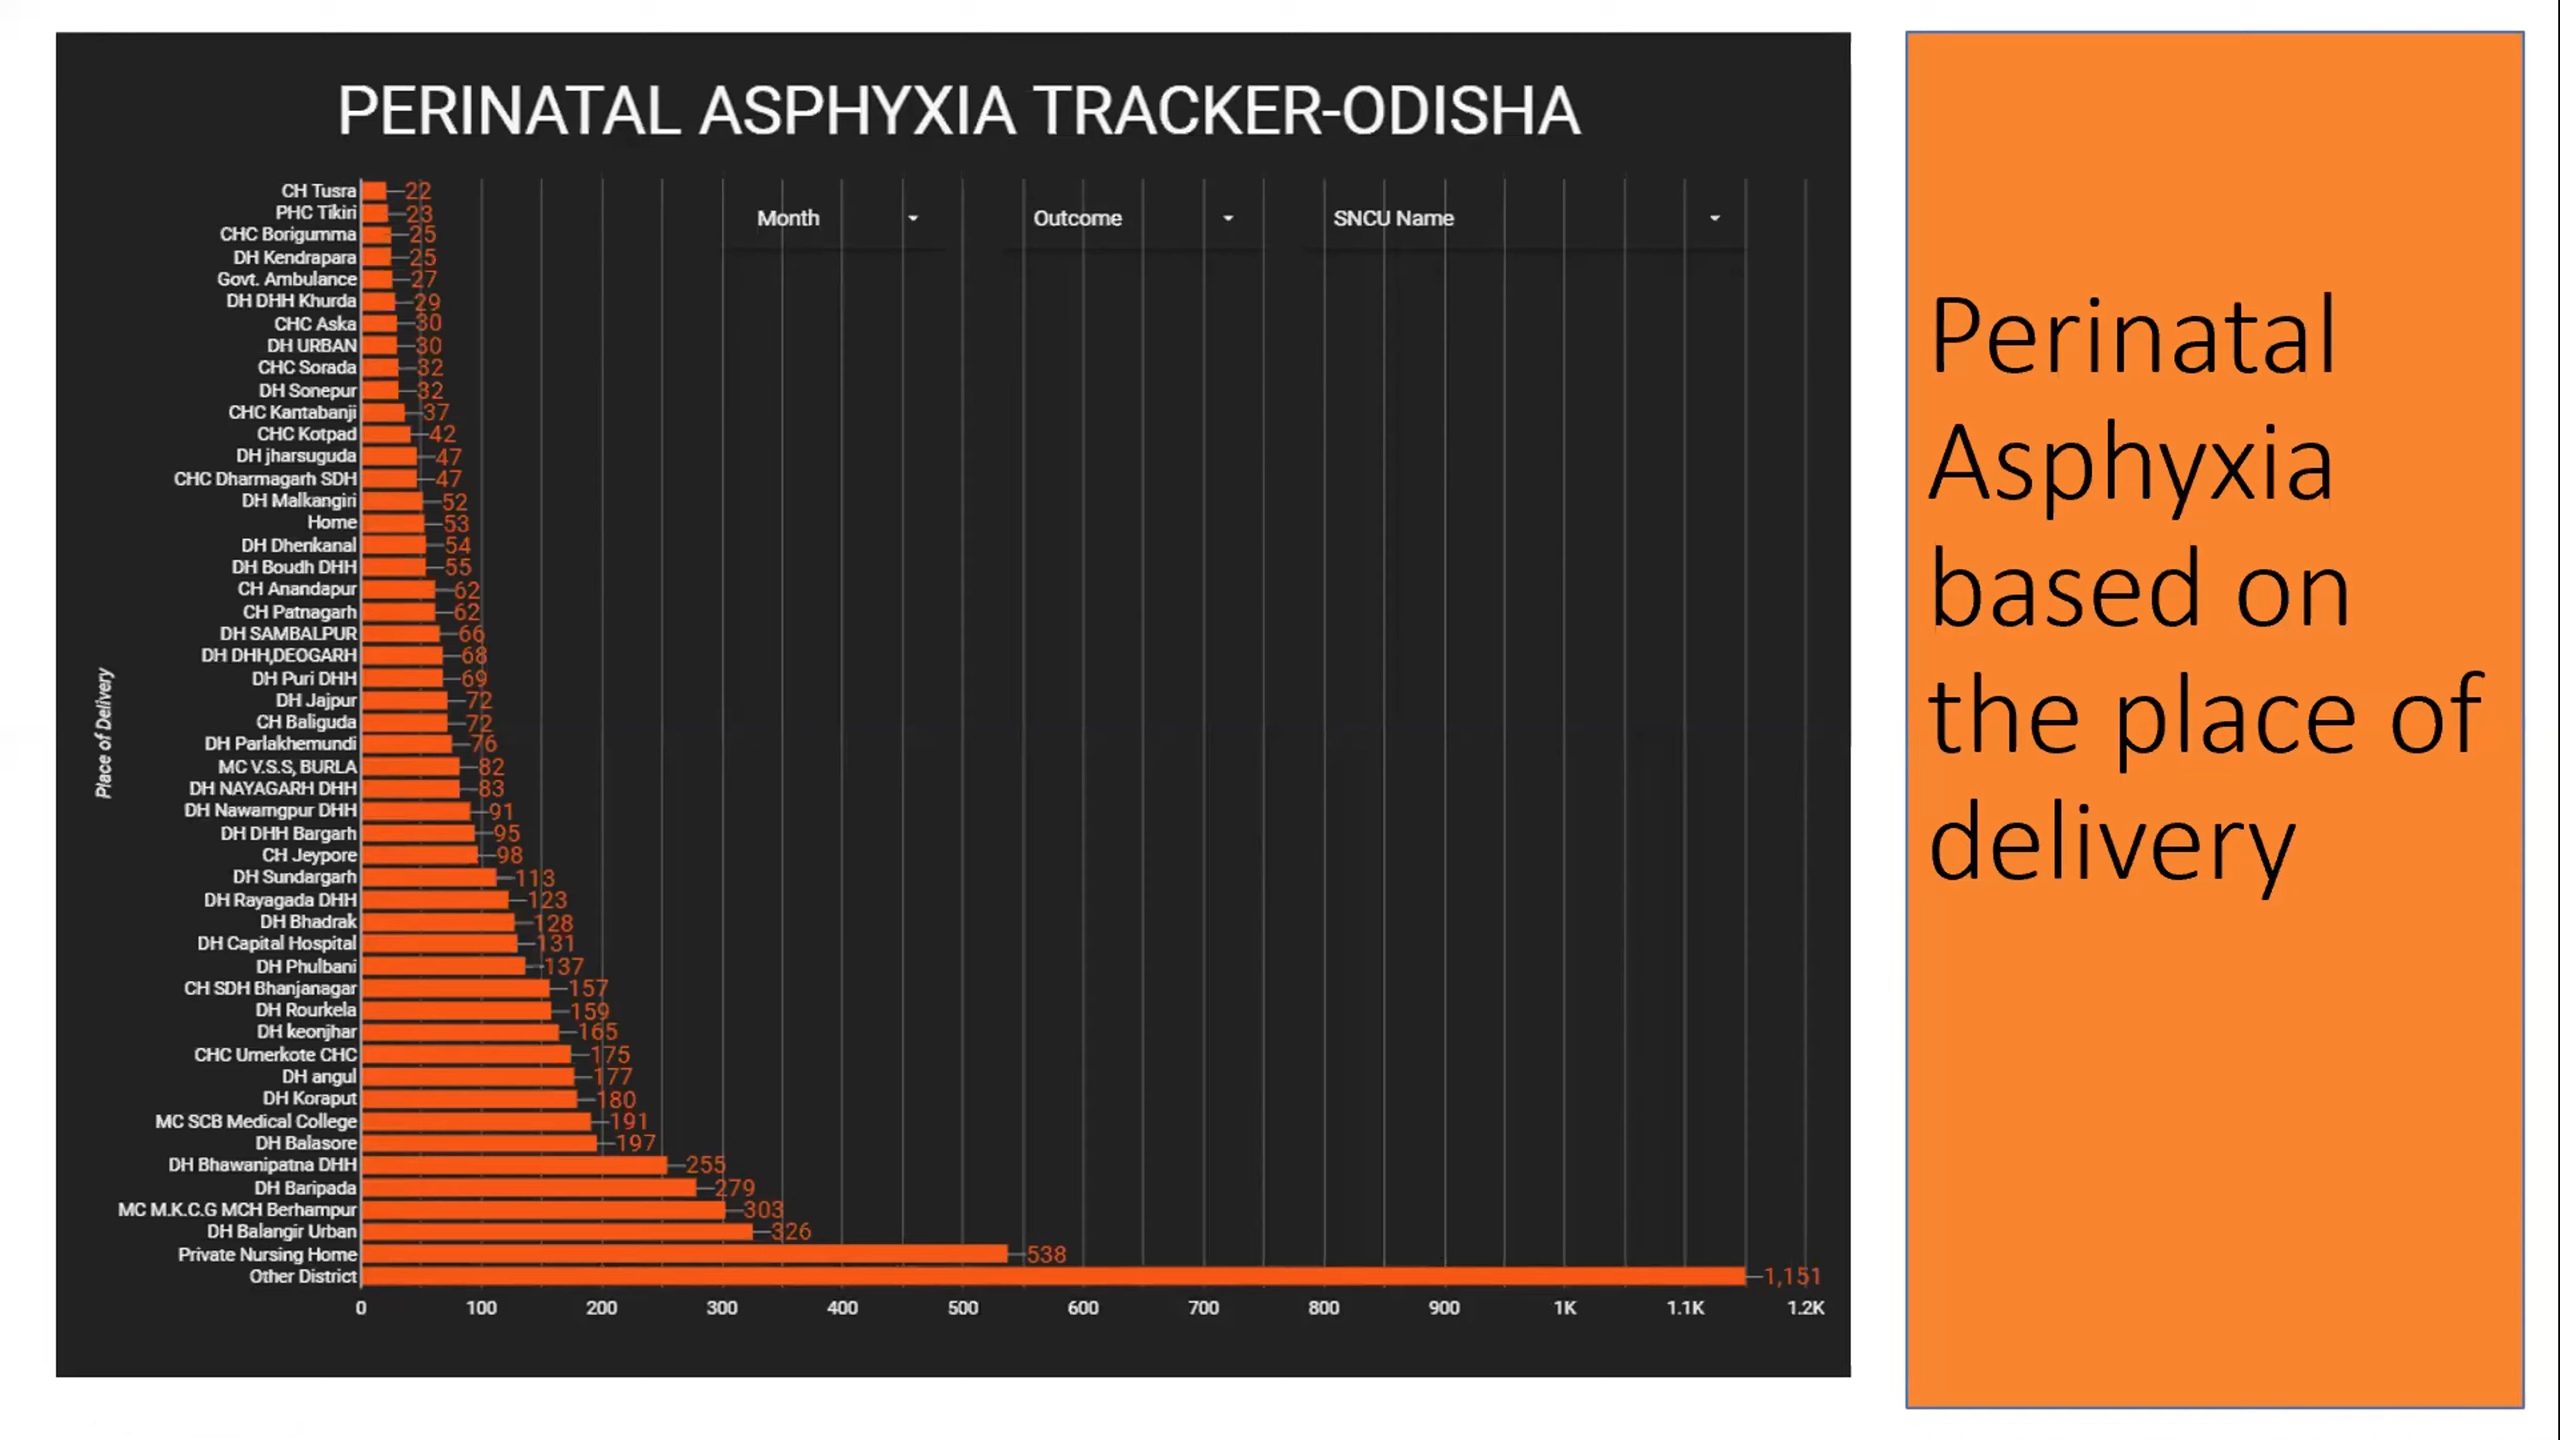 PERINATAL ASPHYXIA TRACKER-ODISHA
Month
Outcome
SNCU Name
Place of Delivery
CH Tusra 22
PHC Tikiri 23
CHC Borigumma 25
DH Kendrapara 25
Govt. Ambulance 27
DH DHH Khurda 29
CHC Aska 30
DH URBAN 30
CHC Sorada 32
DH Sonepur 32
CHC Kantabanji 37
CHC Kotpad 42
DH jharsuguda 47
CHC Dharmagarh SDH 47
DH Malkangiri 52
Home 53
DH Dhenkanal 54
DH Boudh DHH 55
CH Anandapur 62
CH Patnagarh 62
DH SAMBALPUR 66
DH DHH,DEOGARH 68
DH Puri DHH 69
DH Jajpur 72
CH Baliguda 72
DH Parlakhemundi 76
MC V.S.S, BURLA 82
DH NAYAGARH DHH 83
DH Nawarngpur DHH 91
DH DHH Bargarh 95
CH Jeypore 98
DH Sundargarh 113
DH Rayagada DHH 123
DH Bhadrak 128
DH Capital Hospital 131
DH Phulbani 137
CH SDH Bhanjanagar 157
DH Rourkela 159
DH keonjhar 165
CHC Umerkote CHC 175
DH angul 177
DH Koraput 180
MC SCB Medical College 191
DH Balasore 197
DH Bhawanipatna DHH 255
DH Baripada 279
MC M.K.C.G MCH Berhampur 303
DH Balangir Urban 326
Private Nursing Home 538
Other District 1,151
0 100 200 300 400 500 600 700 800 900 1K 1.1K 1.2K
Perinatal
Asphyxia
based on
the place of
delivery